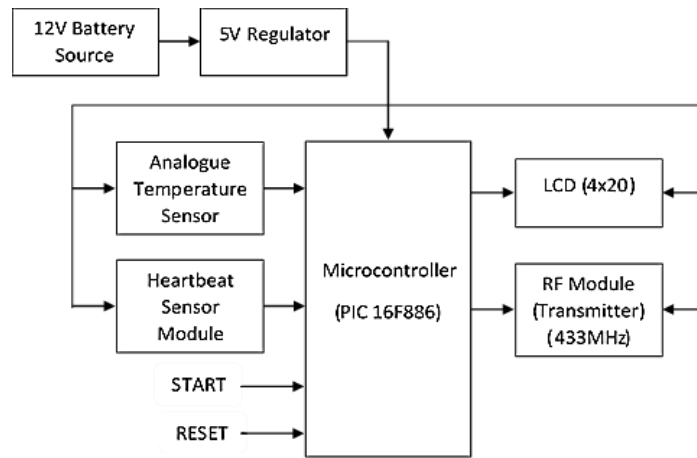 12V Battery
Source
5V Regulator
Analogue
Temperature
Sensor
Heartbeat
Sensor
Module
START
RESET
Microcontroller
(PIC 16F886)
LCD (4x20)
RF Module
(Transmitter)
(433MHz)